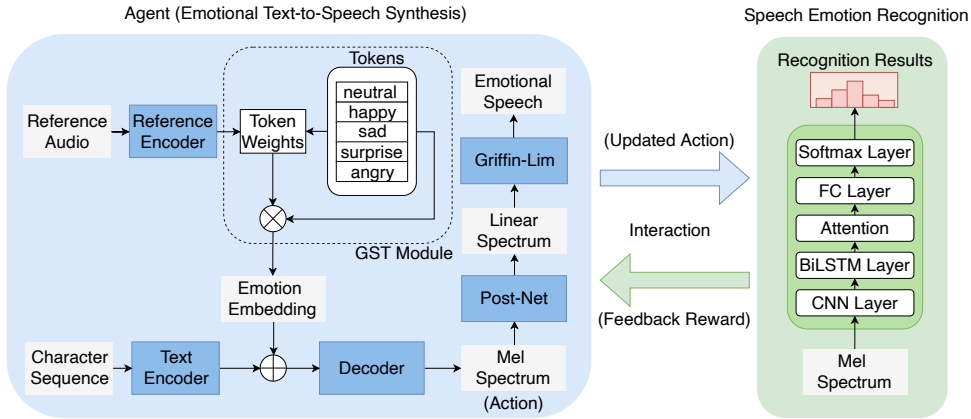 Agent (Emotional Text-to-Speech Synthesis)
Speech Emotion Recognition
Tokens
neutral
happy
sad
surprise
angry
Reference
Audio
Reference
Encoder
Token
Weights
GST Module
Emotion
Embedding
Character
Sequence
Text
Encoder
Decoder
Mel
Spectrum
(Action)
Post-Net
Linear
Spectrum
Griffin-Lim
Emotional
Speech
(Updated Action)
Interaction
(Feedback Reward)
Recognition Results
Softmax Layer
FC Layer
Attention
BiLSTM Layer
CNN Layer
Mel
Spectrum